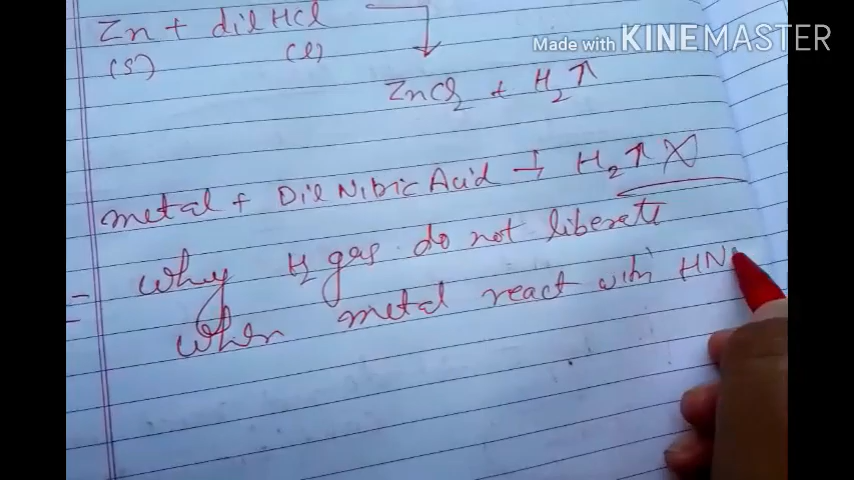 Zn + dil HCl
(s) (l)
Made with KINEMASTER
ZnCl2 + H2↑
metal + Dil Nitric Acid → H2↑ X
Why H2 gas do not liberate
when metal react with HN